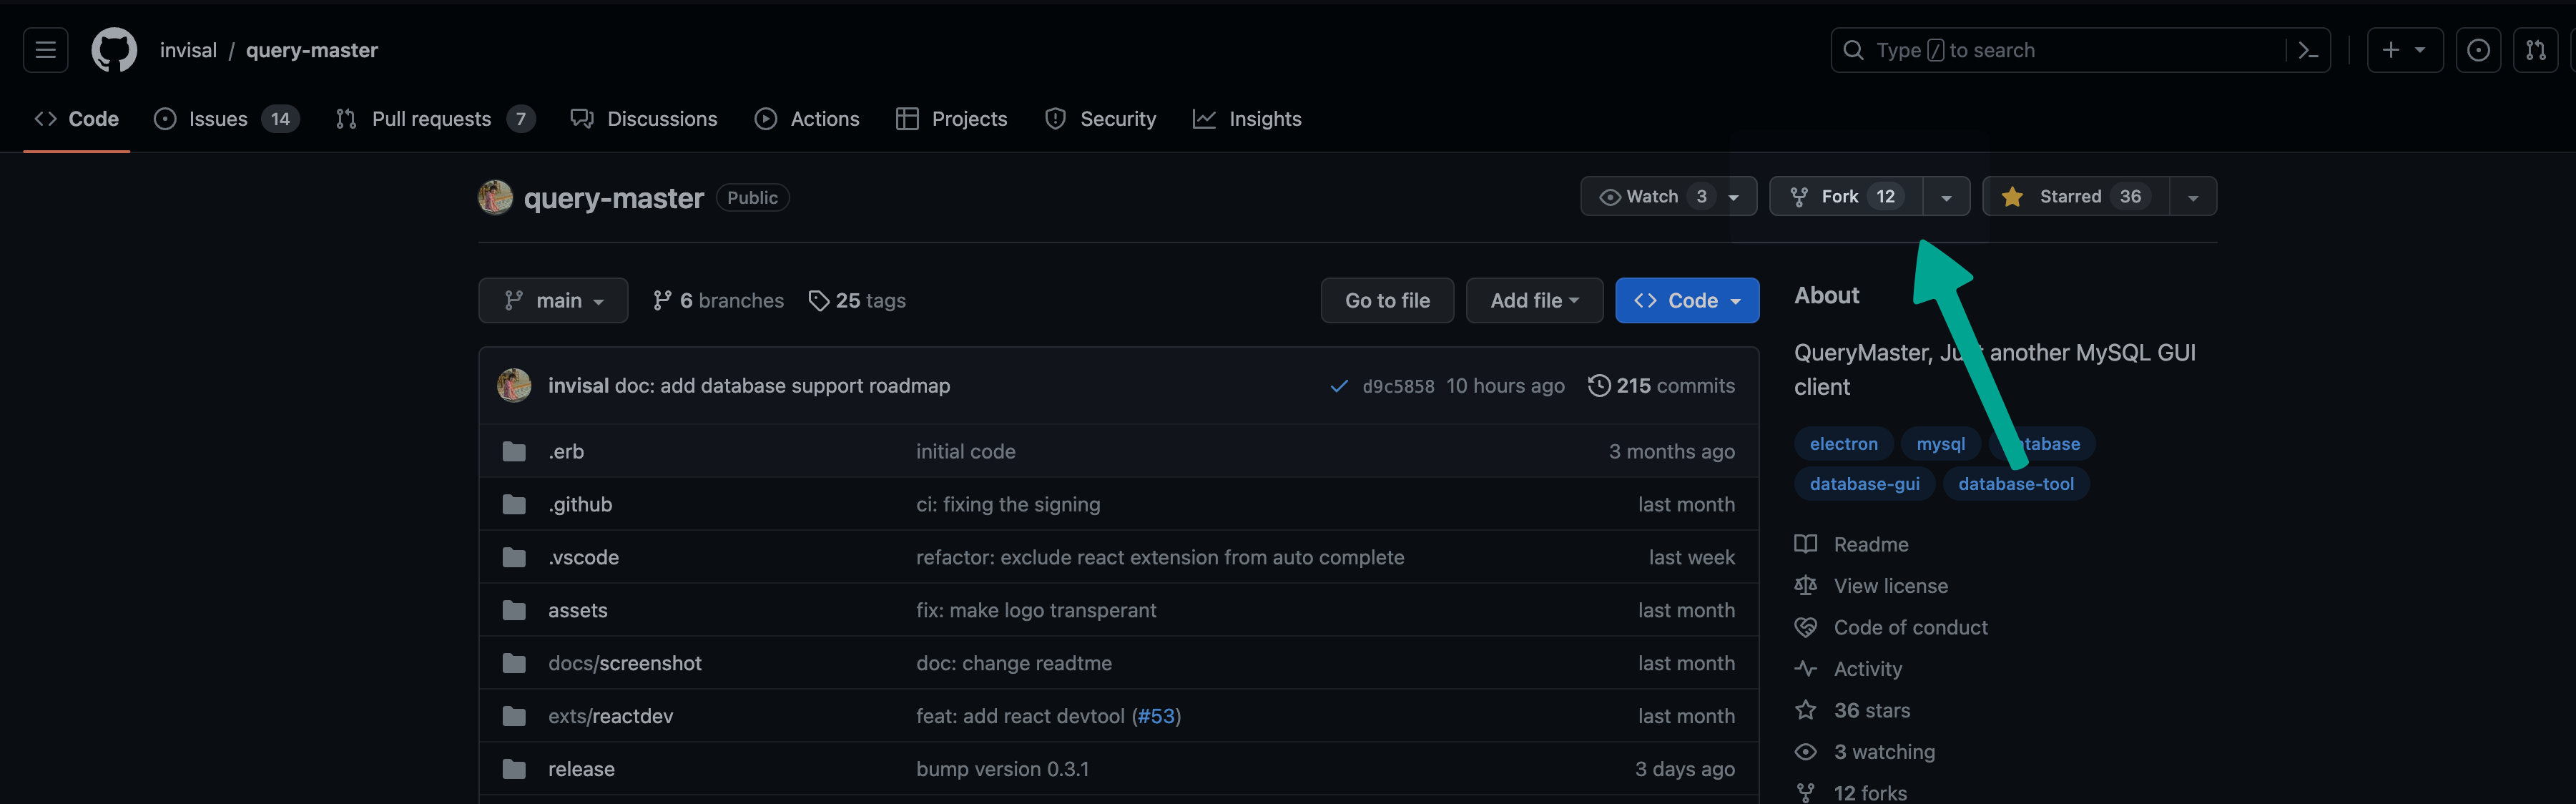 invisal / query-master
Type / to search
Code
Issues 14
Pull requests 7
Discussions
Actions
Projects
Security
Insights
query-master Public
Watch 3
Fork 12
Starred 36
main
6 branches
25 tags
Go to file
Add file
Code
invisal doc: add database support roadmap
d9c5858 10 hours ago
215 commits
.erb initial code 3 months ago
.github ci: fixing the signing last month
.vscode refactor: exclude react extension from auto complete last week
assets fix: make logo transperant last month
docs/screenshot doc: change readtme last month
exts/reactdev feat: add react devtool (#53) last month
release bump version 0.3.1 3 days ago
About
QueryMaster, Just another MySQL GUI
client
electron mysql database
database-gui database-tool
Readme
View license
Code of conduct
Activity
36 stars
3 watching
12 forks